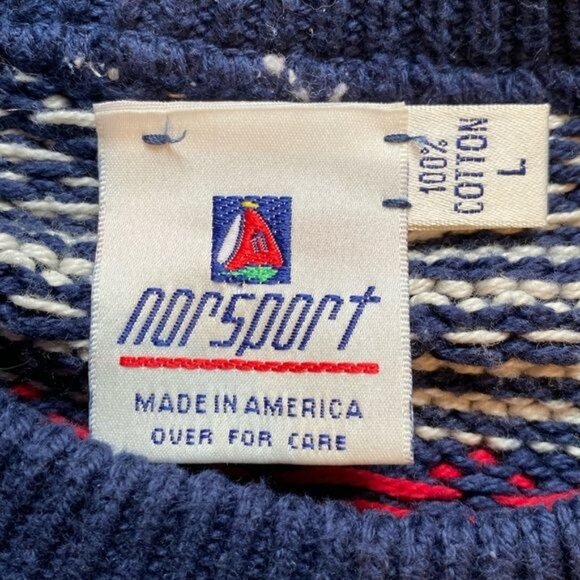 norsport
MADE IN AMERICA
OVER FOR CARE
100%
COTTON
L